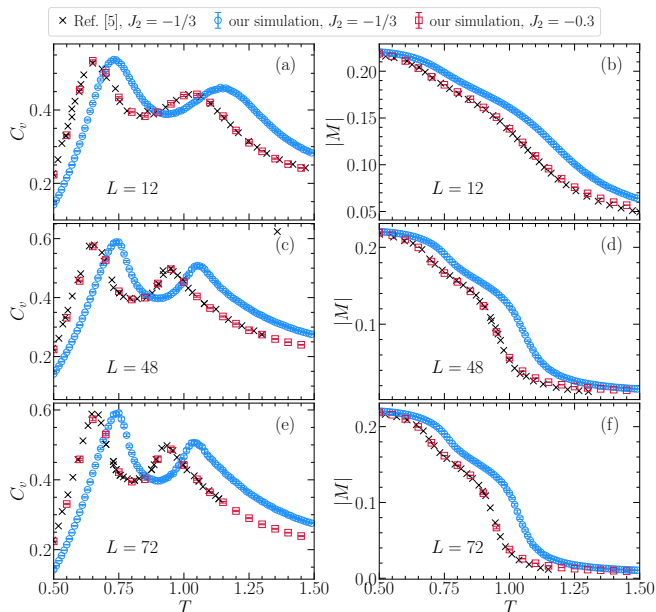 Ref. [5], J₂ = −1/3 our simulation, J₂ = −1/3 our simulation, J₂ = −0.3
(a) (b)
C_v
0.4
0.2
L = 12
|M|
0.20
0.15
0.10
0.05
L = 12
(c) (d)
C_v
0.6
0.4
0.2
L = 48
|M|
0.2
0.1
L = 48
(e) (f)
C_v
0.6
0.4
0.2
L = 72
|M|
0.2
0.1
0.0
L = 72
0.50 0.75 1.00 1.25 1.50 0.50 0.75 1.00 1.25 1.50
T T